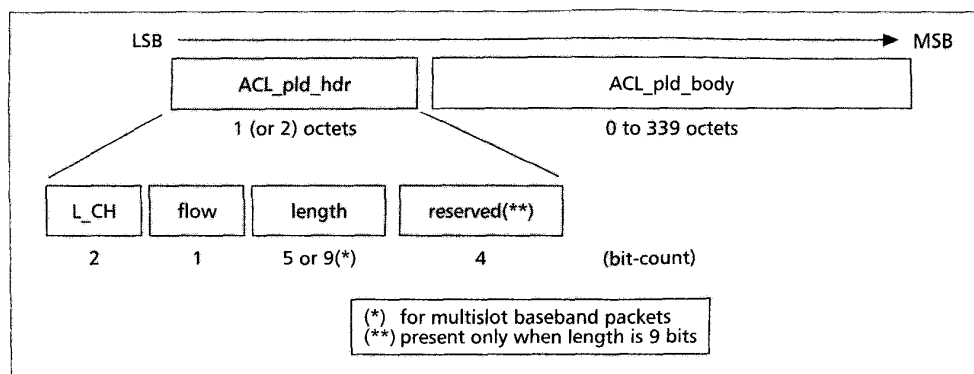 LSB MSB
ACL_pld_hdr ACL_pld_body
1 (or 2) octets 0 to 339 octets
L_CH flow length reserved(**)
2 1 5 or 9(*) 4 (bit-count)
(*) for multislot baseband packets
(**) present only when length is 9 bits